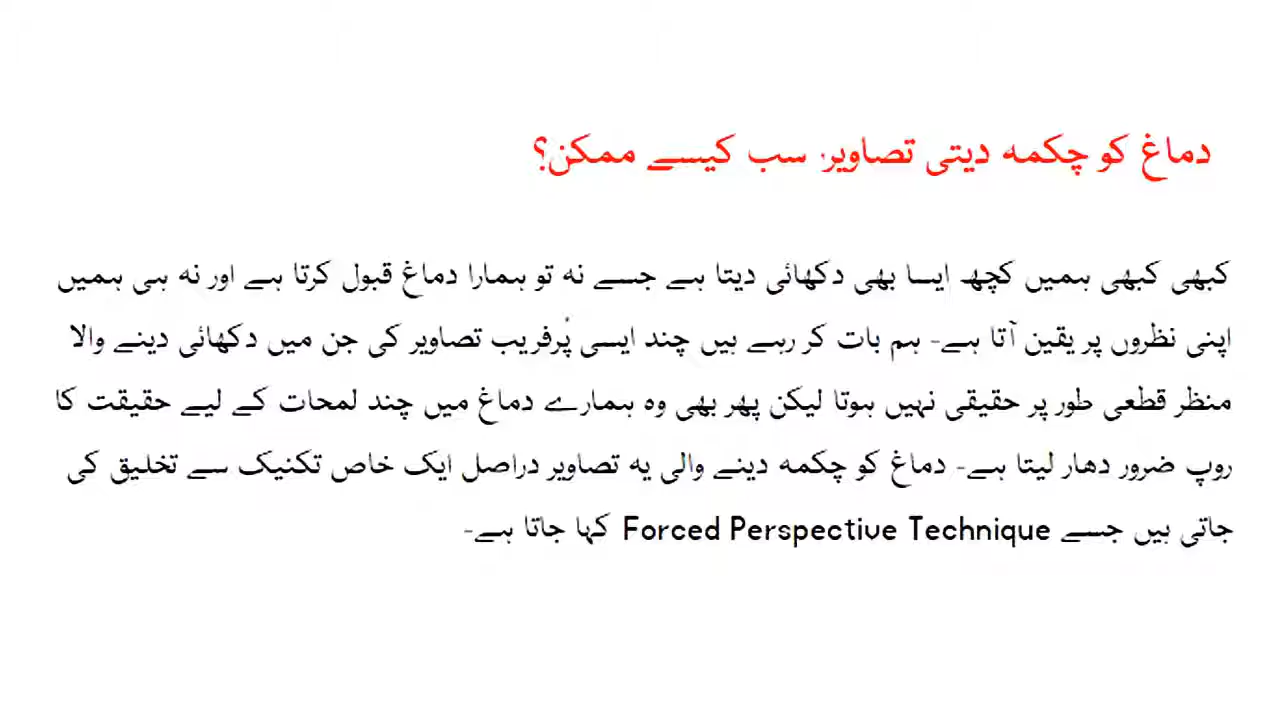 دماغ کو چکمہ دیتی تصاویر٬ سب کیسے ممکن؟
کبھی کبھی ہمیں کچھ ایسا بھی دکھائی دیتا ہے جسے نہ تو ہمارا دماغ قبول کرتا ہے اور نہ ہی ہمیں
اپنی نظروں پر یقین آتا ہے- ہم بات کر رہے ہیں چند ایسی پُرفریب تصاویر کی جن میں دکھائی دینے والا
منظر قطعی طور پر حقیقی نہیں ہوتا لیکن پھر بھی وہ ہمارے دماغ میں چند لمحات کے لیے حقیقت کا
روپ ضرور دھار لیتا ہے- دماغ کو چکمہ دینے والی یہ تصاویر دراصل ایک خاص تکنیک سے تخلیق کی
جاتی ہیں جسے Forced Perspective Technique کہا جاتا ہے-